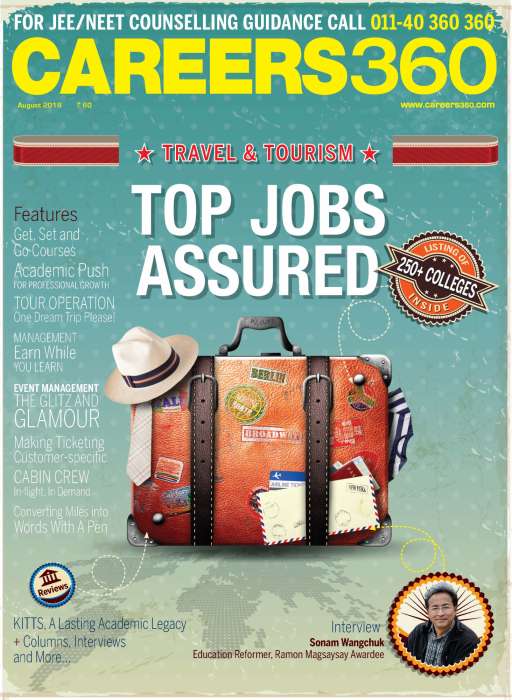 FOR JEE/NEET COUNSELLING GUIDANCE CALL 011-40 360 360
CAREERS360
August 2018 ₹ 60
www.careers360.com
★ TRAVEL & TOURISM ★
TOP JOBS
ASSURED
LISTING OF
250+ COLLEGES
INSIDE
Features
Get, Set and
Go Courses
Academic Push
FOR PROFESSIONAL GROWTH
TOUR OPERATION
One Dream Trip Please!
MANAGEMENT
Earn While
YOU LEARN
EVENT MANAGEMENT
THE GLITZ AND
GLAMOUR
Making Ticketing
Customer-specific
CABIN CREW
In-flight, In Demand
Converting Miles into
Words With A Pen
BERLIN
BROADWAY
AIRLINE TICKET
Reviews
KITTS, A Lasting Academic Legacy
+ Columns, Interviews
and More...
Interview
Sonam Wangchuk
Education Reformer, Ramon Magsaysay Awardee